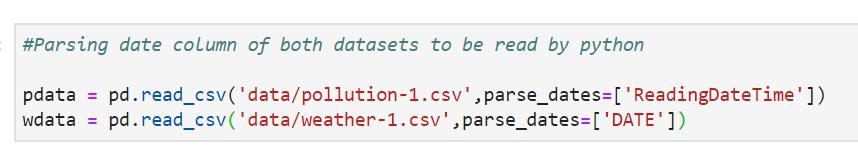 #Parsing date column of both datasets to be read by python
pdata = pd.read_csv('data/pollution-1.csv',parse_dates=['ReadingDateTime'])
wdata = pd.read_csv('data/weather-1.csv',parse_dates=['DATE'])